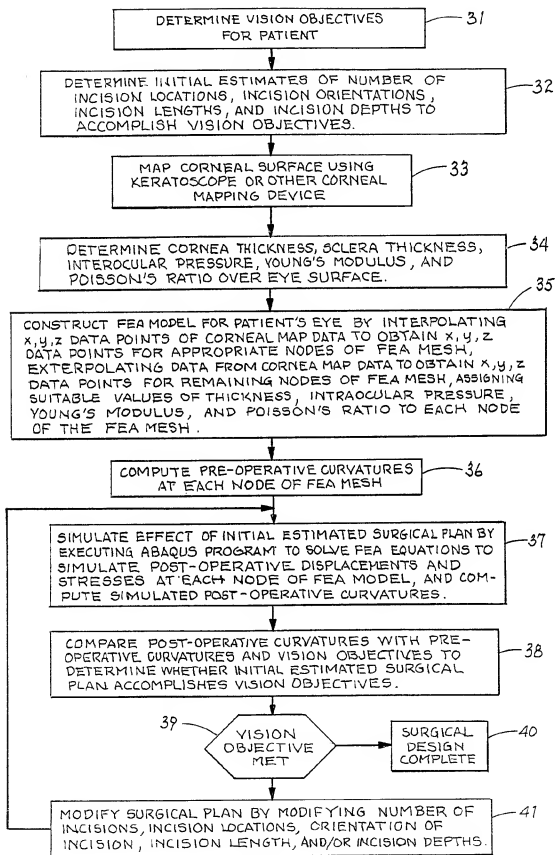 DETERMINE VISION OBJECTIVES
FOR PATIENT
31
DETERMINE INITIAL ESTIMATES OF NUMBER OF
INCISION LOCATIONS, INCISION ORIENTATIONS,
INCISION LENGTHS, AND INCISION DEPTHS TO
ACCOMPLISH VISION OBJECTIVES.
32
MAP CORNEAL SURFACE USING
KERATOSCOPE OR OTHER CORNEAL
MAPPING DEVICE
33
DETERMINE CORNEA THICKNESS, SCLERA THICKNESS,
INTEROCULAR PRESSURE, YOUNG'S MODULUS, AND
POISSON'S RATIO OVER EYE SURFACE.
34
35
CONSTRUCT FEA MODEL FOR PATIENT'S EYE BY INTERPOLATING
x,y,z DATA POINTS OF CORNEAL MAP DATA TO OBTAIN x,y,z
DATA POINTS FOR APPROPRIATE NODES OF FEA MESH,
EXTERPOLATING DATA FROM CORNEA MAP DATA TO OBTAIN x,y,z
DATA POINTS FOR REMAINING NODES OF FEA MESH, ASSIGNING
SUITABLE VALUES OF THICKNESS, INTRAOCULAR PRESSURE,
YOUNG'S MODULUS, AND POISSON'S RATIO TO EACH NODE
OF THE FEA MESH.
COMPUTE PRE-OPERATIVE CURVATURES
AT EACH NODE OF FEA MESH
36
SIMULATE EFFECT OF INITIAL ESTIMATED SURGICAL PLAN BY
EXECUTING ABAQUS PROGRAM TO SOLVE FEA EQUATIONS TO
SIMULATE POST-OPERATIVE DISPLACEMENTS AND
STRESSES AT EACH NODE OF FEA MODEL, AND COM-
PUTE SIMULATED POST-OPERATIVE CURVATURES.
37
COMPARE POST-OPERATIVE CURVATURES WITH PRE-
OPERATIVE CURVATURES AND VISION OBJECTIVES TO
DETERMINE WHETHER INITIAL ESTIMATED SURGICAL
PLAN ACCOMPLISHES VISION OBJECTIVES.
38
39
VISION
OBJECTIVE
MET
SURGICAL
DESIGN
COMPLETE
40
MODIFY SURGICAL PLAN BY MODIFYING NUMBER OF
INCISIONS, INCISION LOCATIONS, ORIENTATION OF
INCISION, INCISION LENGTH, AND/OR INCISION DEPTHS.
41